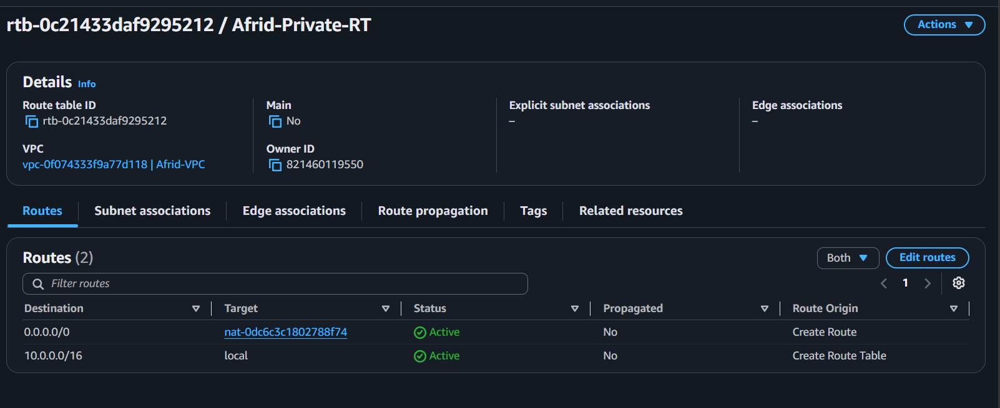 rtb-0c21433daf9295212 / Afrid-Private-RT
Actions
Details Info
Route table ID
rtb-0c21433daf9295212
Main
No
Explicit subnet associations
–
Edge associations
–
VPC
vpc-0f074333f9a77d118 | Afrid-VPC
Owner ID
821460119550
Routes Subnet associations Edge associations Route propagation Tags Related resources
Routes (2)
Both Edit routes
Filter routes
1
Destination Target Status Propagated Route Origin
0.0.0.0/0 nat-0dc6c3c1802788f74 Active No Create Route
10.0.0.0/16 local Active No Create Route Table